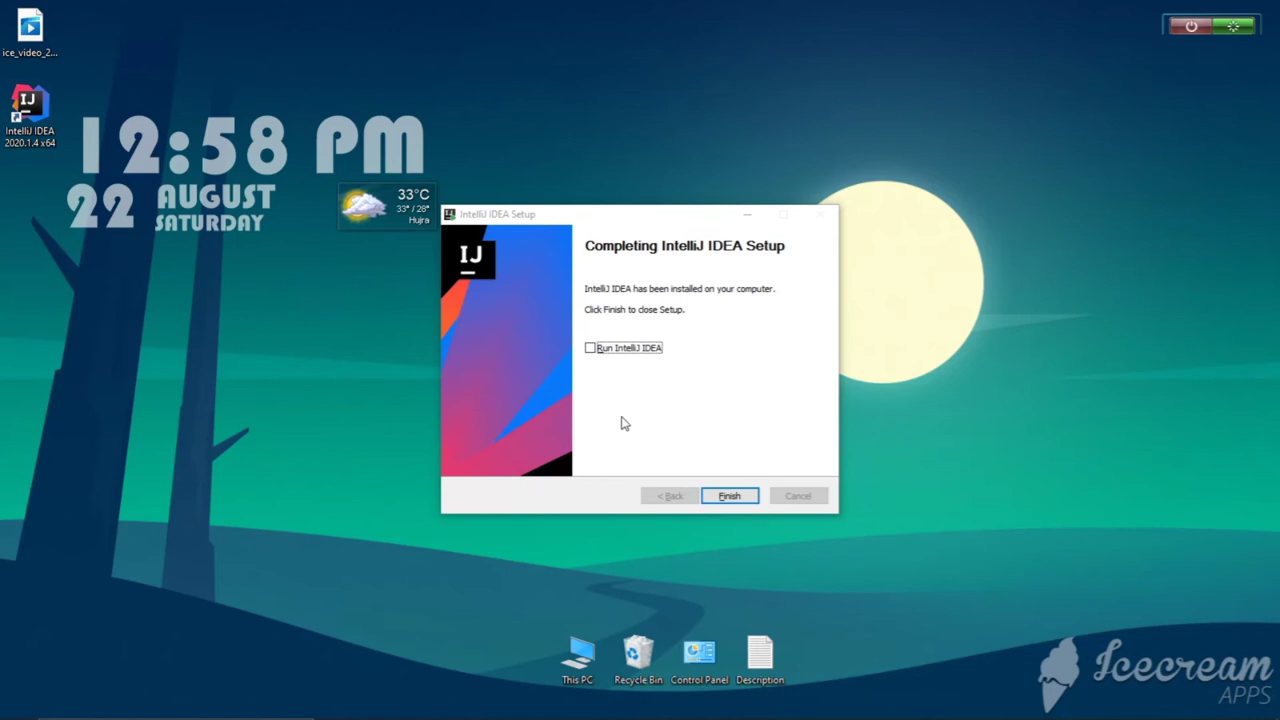 ice_video_2...
IJ
IntelliJ IDEA
2020.1.4 x64
12:58 PM
22 AUGUST
SATURDAY
33°C
33° / 28°
Hujra
IntelliJ IDEA Setup
IJ
Completing IntelliJ IDEA Setup
IntelliJ IDEA has been installed on your computer.
Click Finish to close Setup.
Run IntelliJ IDEA
< Back
Finish
Cancel
This PC
Recycle Bin
Control Panel
Description
Icecream
APPS